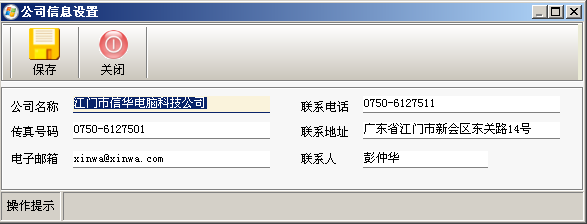 公司信息设置
保存 关闭
公司名称 江门市信华电脑科技公司 联系电话 0750-6127511
传真号码 0750-6127501 联系地址 广东省江门市新会区东关路14号
电子邮箱 xinwa@xinwa.com 联系人 彭仲华
操作提示